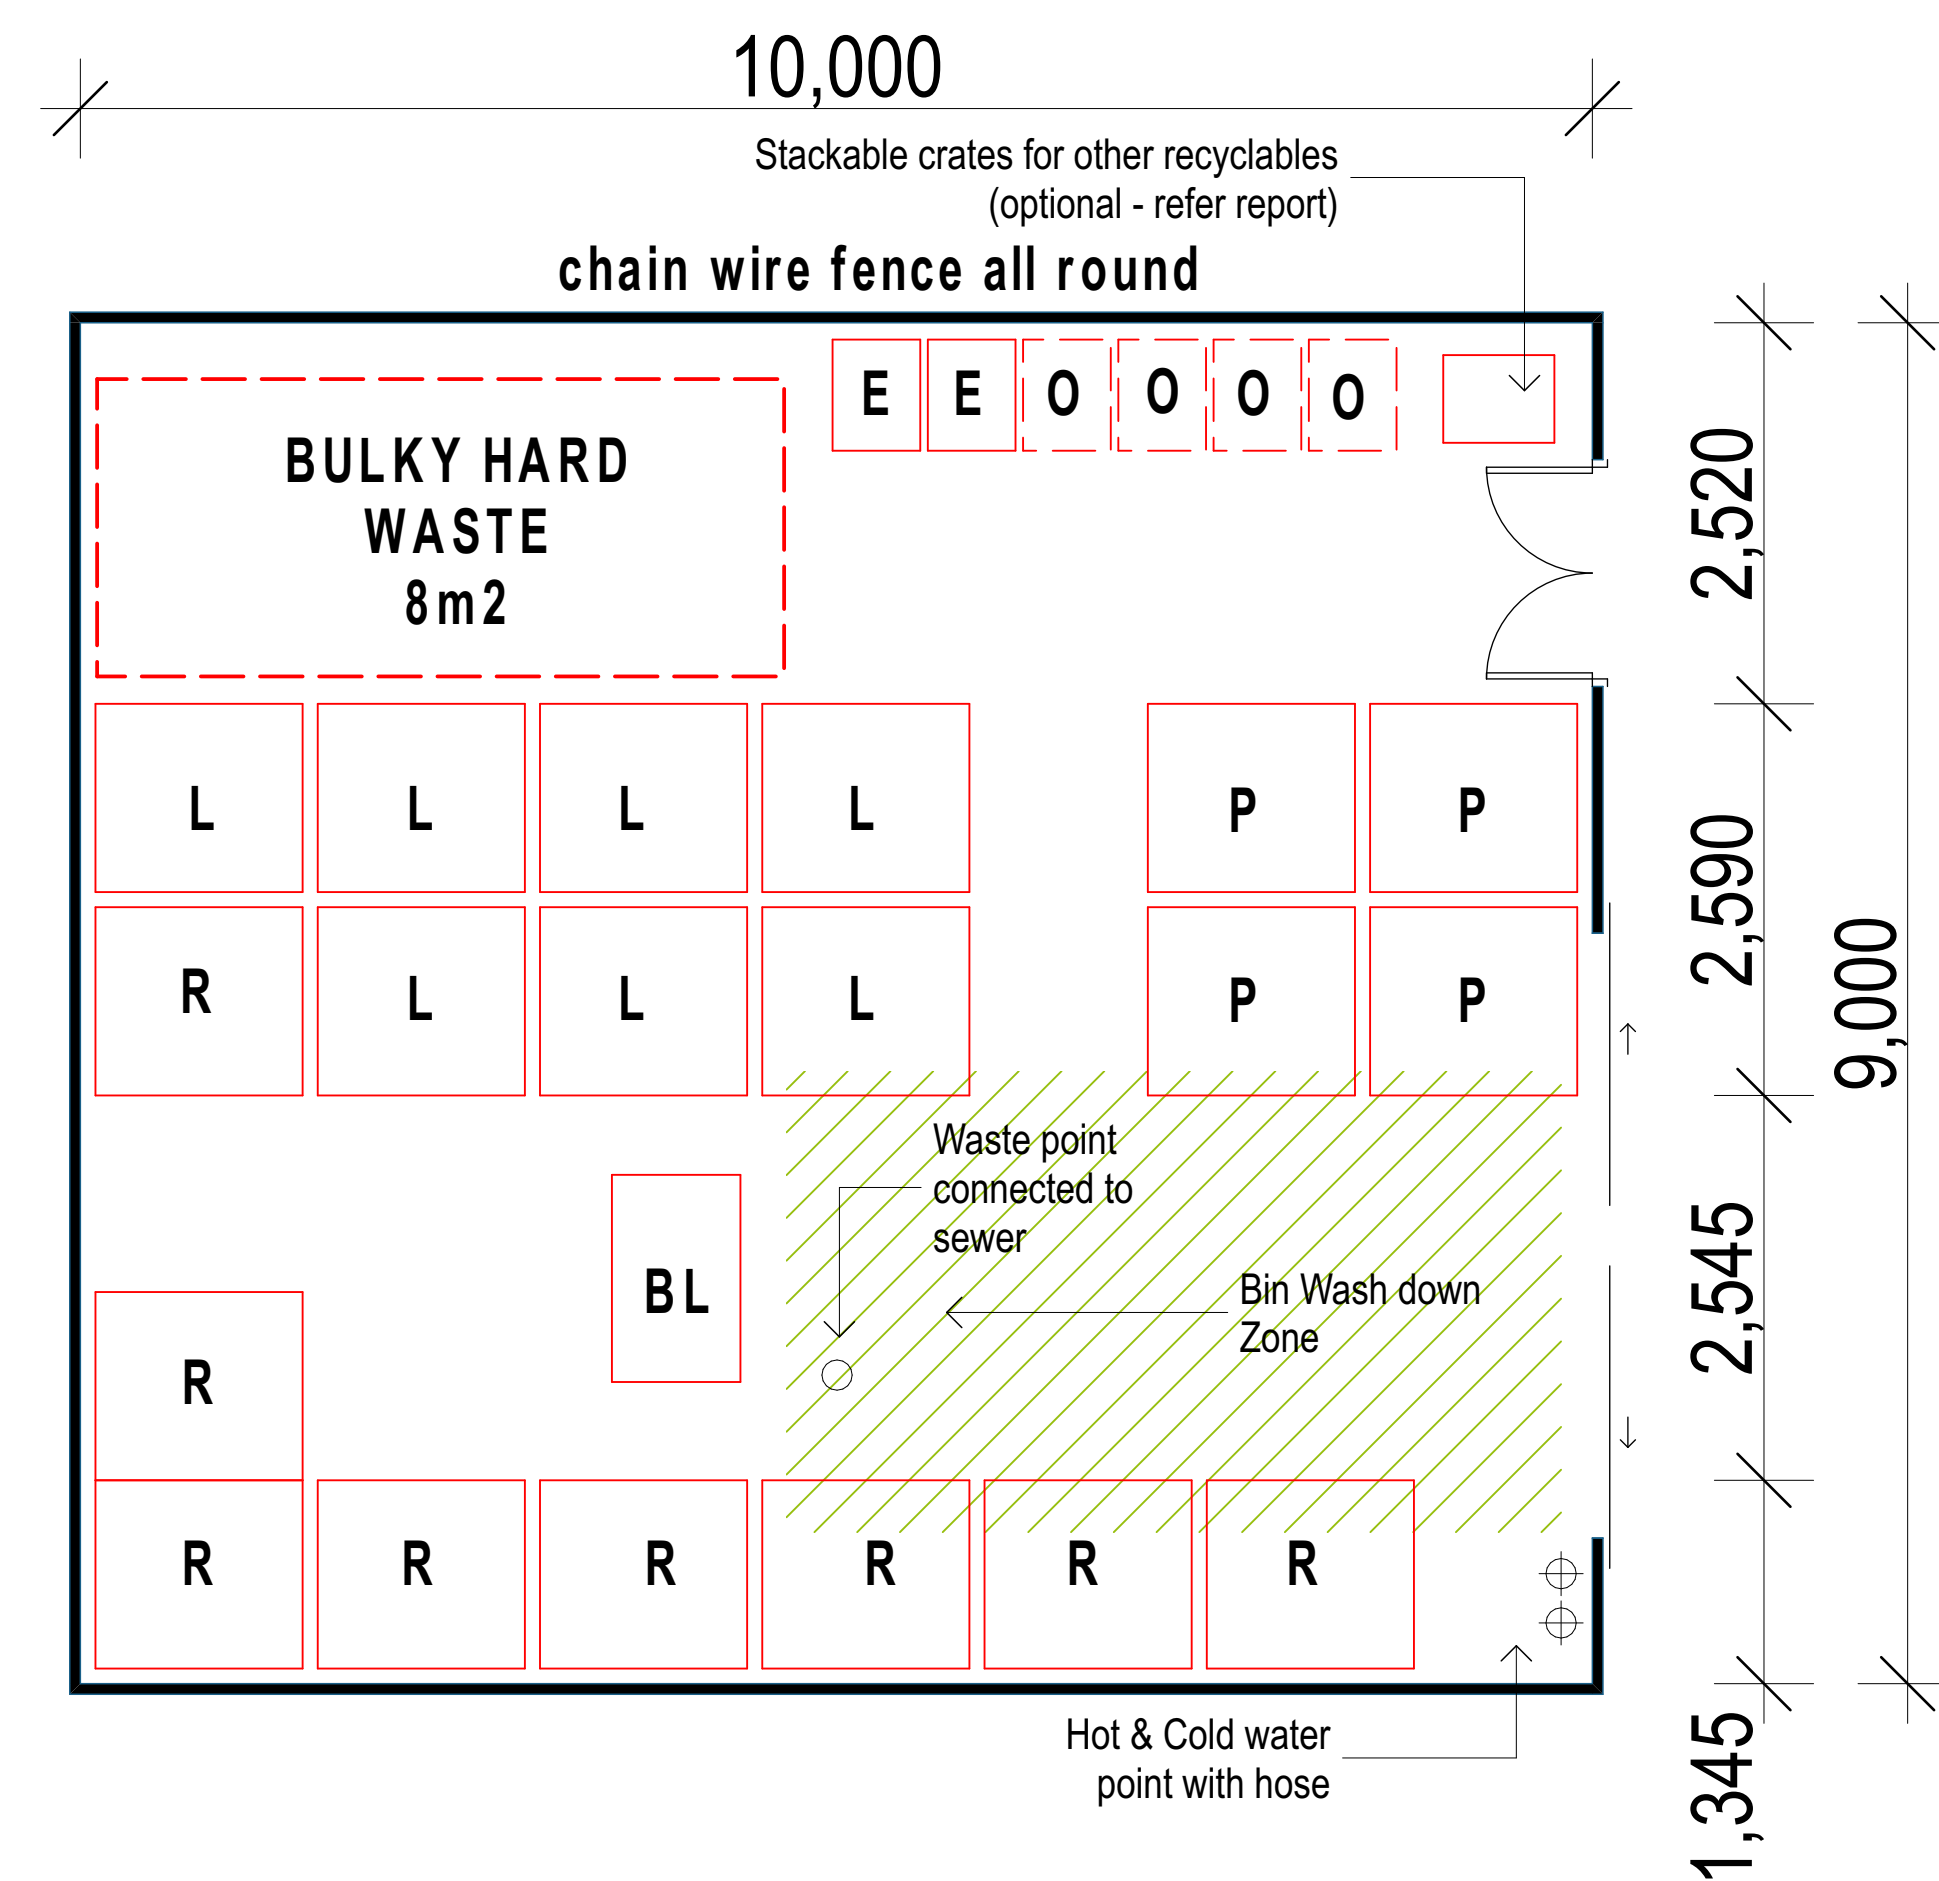 10,000
Stackable crates for other recyclables
(optional - refer report)
chain wire fence all round
E E O O O O
BULKY HARD
WASTE
8m2
2,520
L L L L P P
2,590
R L L L P P
9,000
Waste point
connected to
sewer
BL
Bin Wash down
Zone
2,545
R
R R R R R R
Hot & Cold water
point with hose
1,345